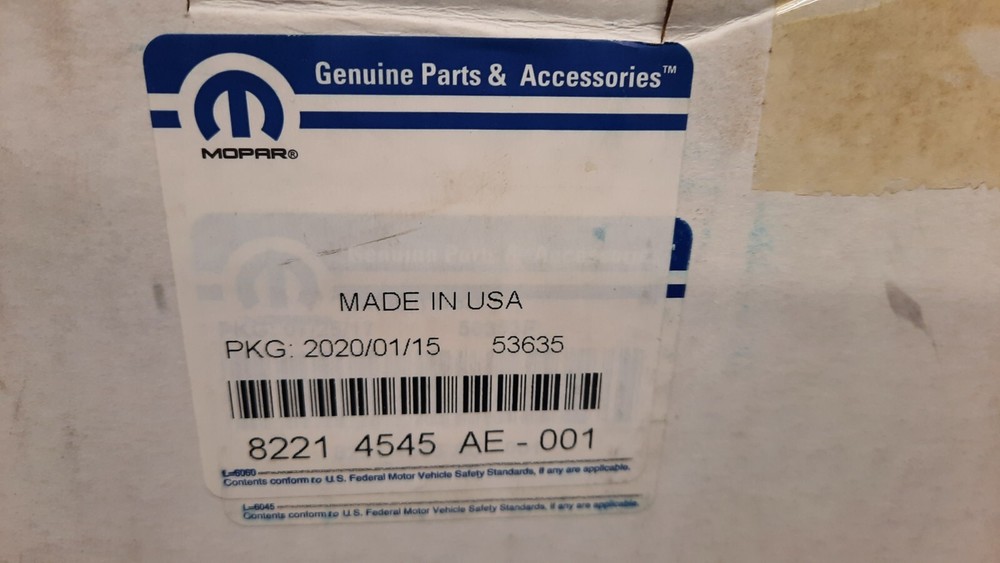 Genuine Parts & Accessories™
MOPAR®
MADE IN USA
PKG: 2020/01/15 53635
8221 4545 AE - 001
L-6060
Contents conform to U.S. Federal Motor Vehicle Safety Standards, if any are applicable.
L-6045
Contents conform to U.S. Federal Motor Vehicle Safety Standards, if any are applicable.